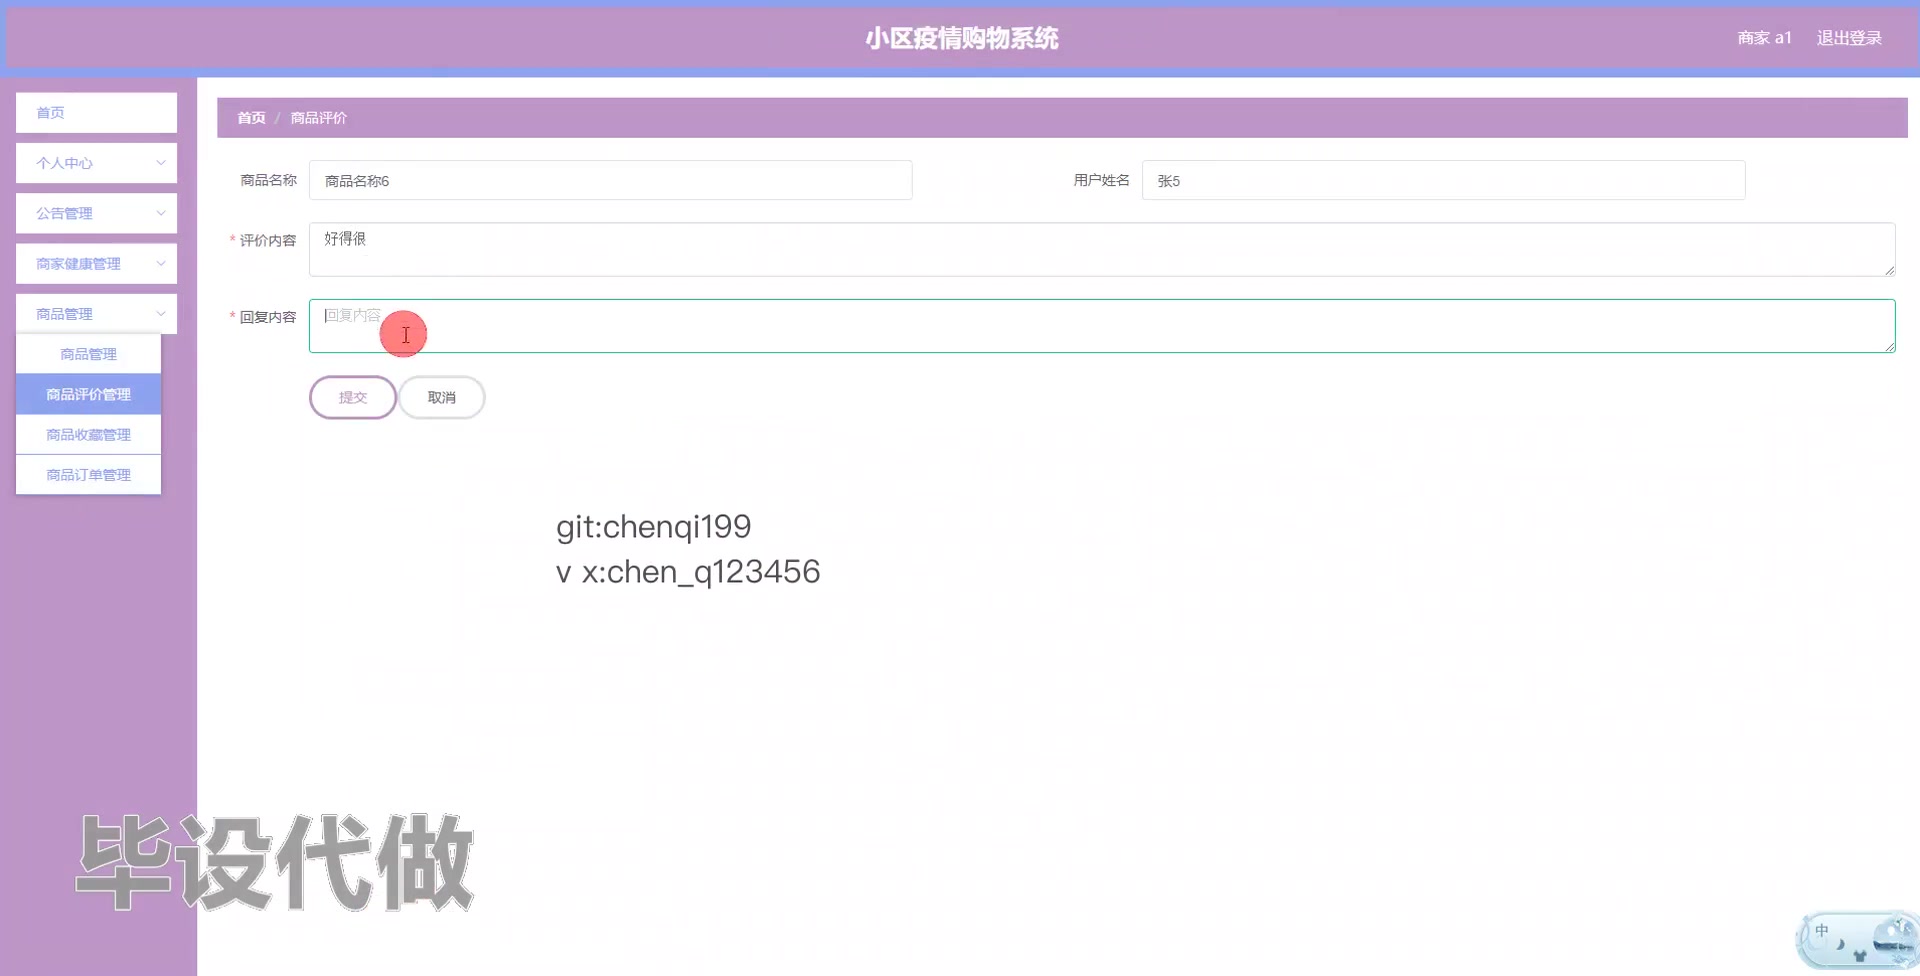 小区疫情购物系统
商家 a1 退出登录
首页
个人中心
公告管理
商家健康管理
商品管理
商品管理
商品评价管理
商品收藏管理
商品订单管理
首页 / 商品评价
商品名称 商品名称6 用户姓名 张5
* 评价内容 好得很
* 回复内容 回复内容
提交 取消
git:chenqi199
v x:chen_q123456
毕设代做
中